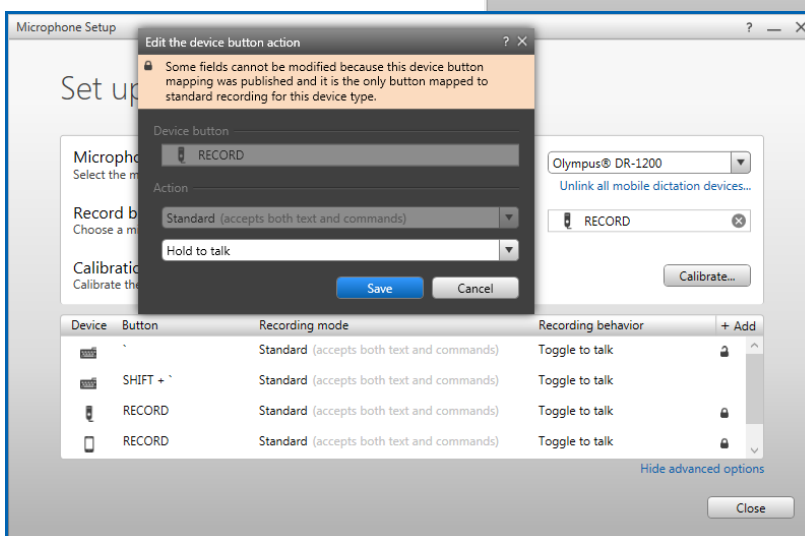 Microphone Setup
Edit the device button action
Some fields cannot be modified because this device button
mapping was published and it is the only button mapped to
standard recording for this device type.
Set up
Device button
RECORD
Action
Standard (accepts both text and commands)
Hold to talk
Save Cancel
Micropho
Select the m
Olympus® DR-1200
Unlink all mobile dictation devices...
Record b
Choose a m
RECORD
Calibratio
Calibrate the
Calibrate...
Device Button Recording mode Recording behavior + Add
` Standard (accepts both text and commands) Toggle to talk
SHIFT + ` Standard (accepts both text and commands) Toggle to talk
RECORD Standard (accepts both text and commands) Toggle to talk
RECORD Standard (accepts both text and commands) Toggle to talk
Hide advanced options
Close